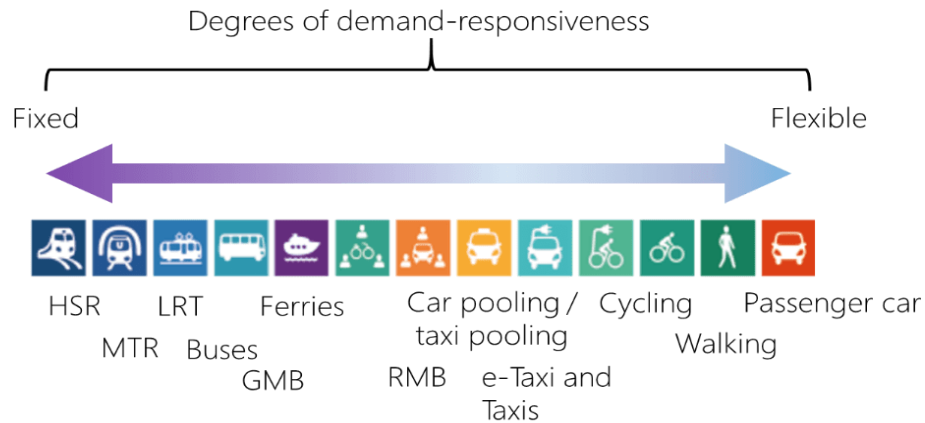 Degrees of demand-responsiveness
Fixed
Flexible
U
HSR
LRT
Ferries
Car pooling /
taxi pooling
Cycling
Passenger car
MTR
Buses
GMB
RMB
e-Taxi and
Taxis
Walking